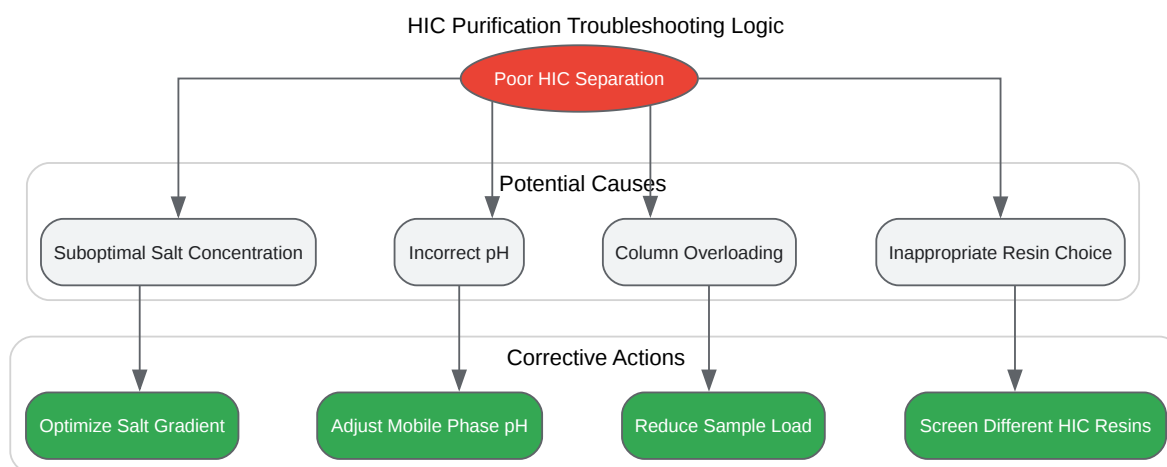 HIC Purification Troubleshooting Logic
Poor HIC Separation
Potential Causes
Suboptimal Salt Concentration
Incorrect pH
Column Overloading
Inappropriate Resin Choice
Corrective Actions
Optimize Salt Gradient
Adjust Mobile Phase pH
Reduce Sample Load
Screen Different HIC Resins